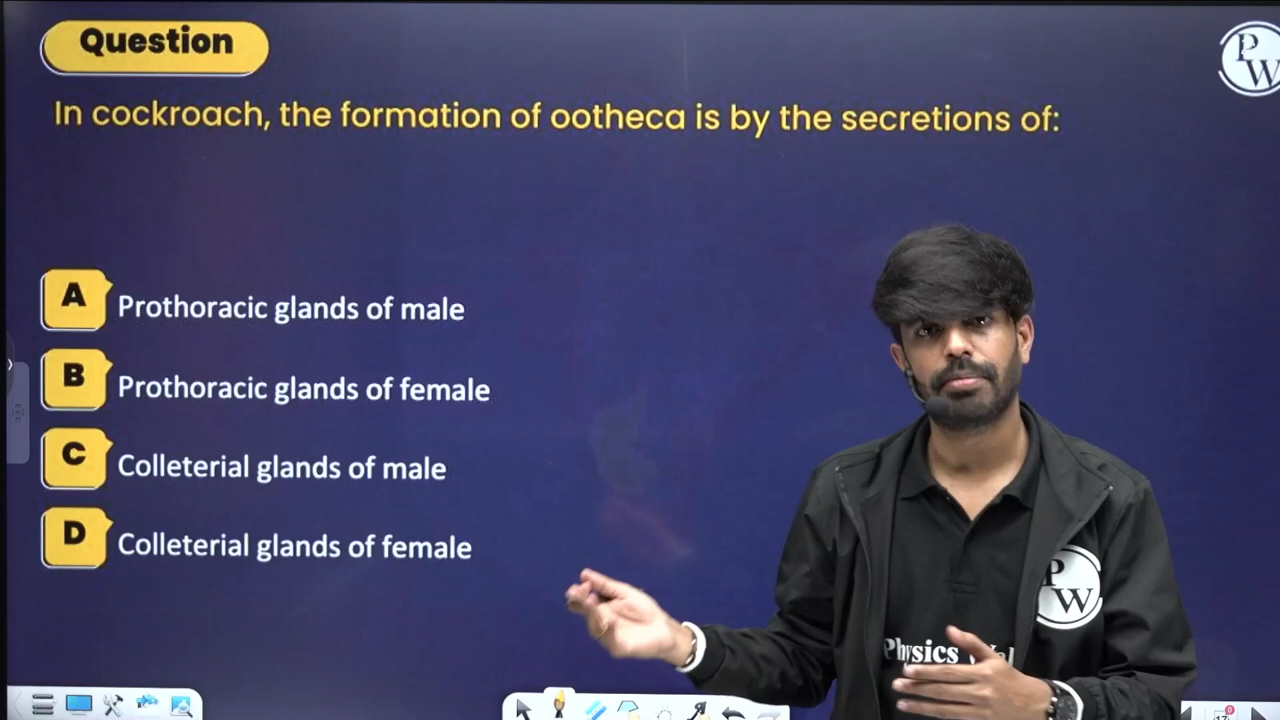 Question
PW
In cockroach, the formation of ootheca is by the secretions of:
A
Prothoracic glands of male
B
Prothoracic glands of female
C
Colleterial glands of male
D
Colleterial glands of female
PW
Physics